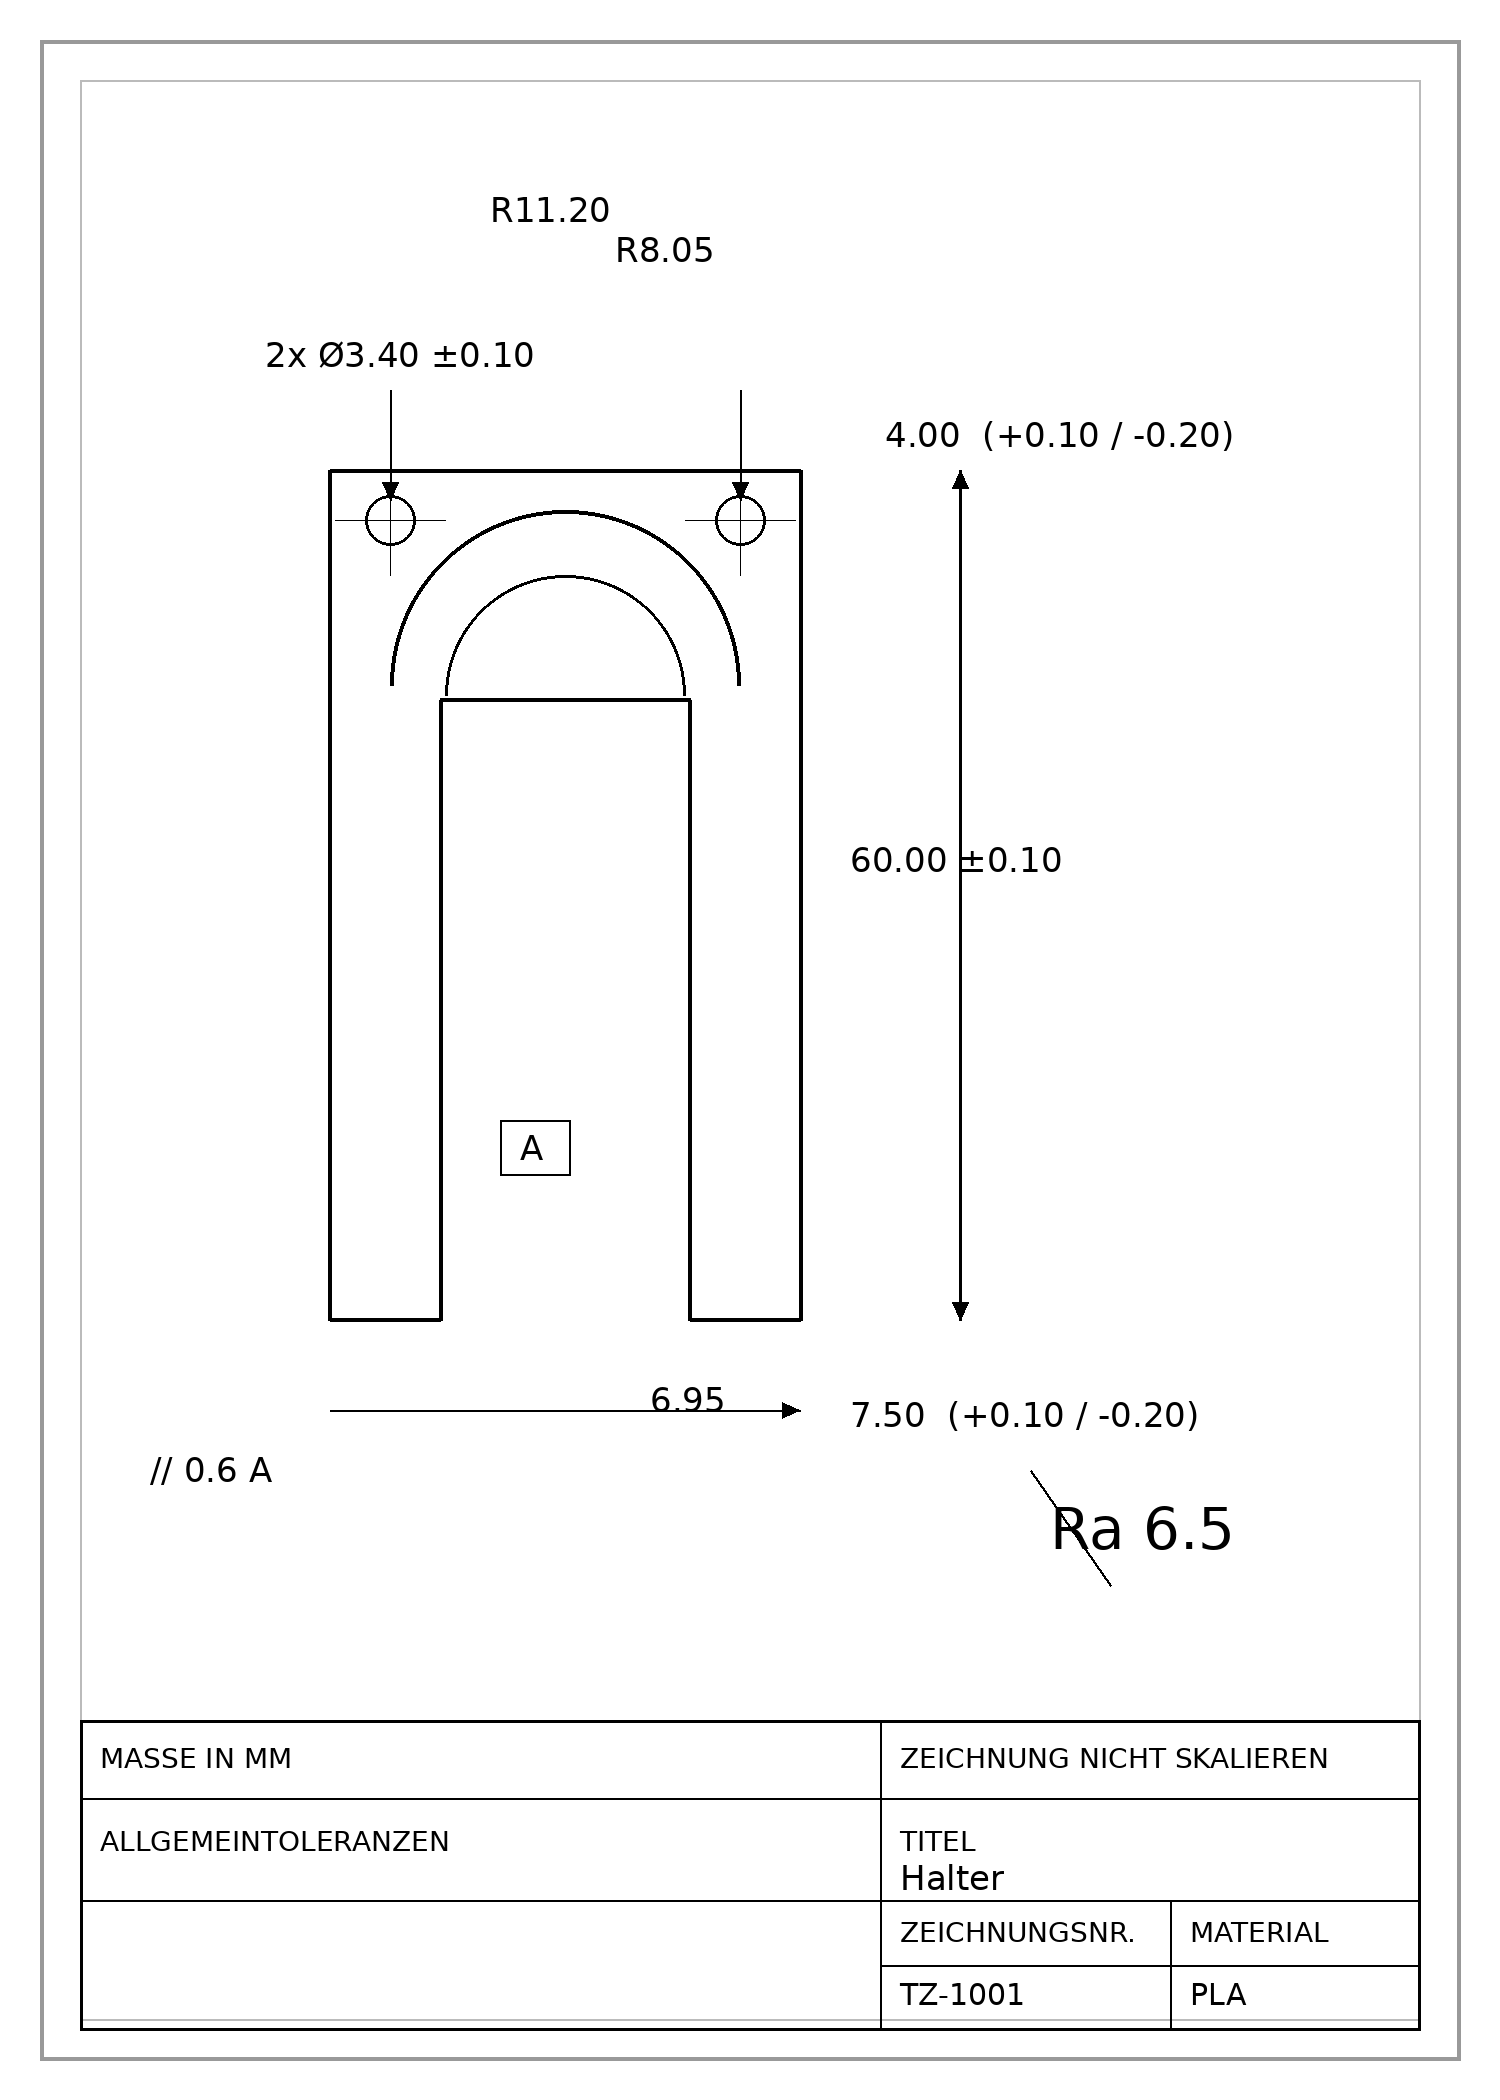 R11.20
R8.05
2x Ø3.40 ±0.10
4.00 (+0.10 / -0.20)
60.00 ±0.10
A
6.95
7.50 (+0.10 / -0.20)
// 0.6 A
Ra 6.5
MASSE IN MM
ZEICHNUNG NICHT SKALIEREN
ALLGEMEINTOLERANZEN
TITEL
Halter
ZEICHNUNGSNR.
MATERIAL
TZ-1001
PLA